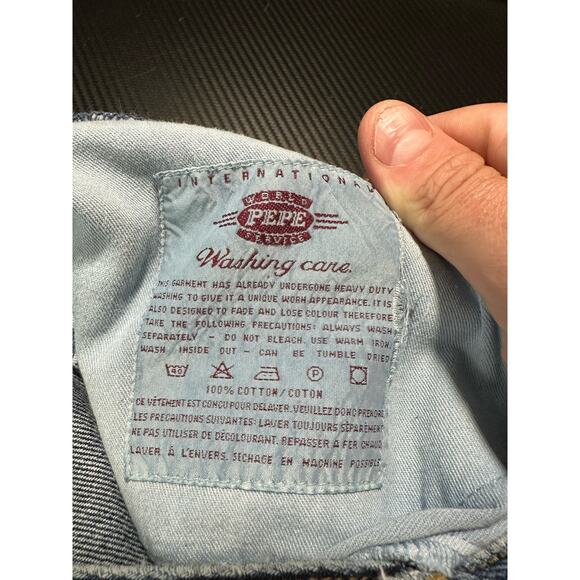 INTERNATIONAL
WORLD
PEPE
SERVICE
Washing care.
THIS GARMENT HAS ALREADY UNDERGONE HEAVY DUTY
WASHING TO GIVE IT A UNIQUE WORN APPEARANCE. IT IS
ALSO DESIGNED TO FADE AND LOSE COLOUR THEREFORE
TAKE THE FOLLOWING PRECAUTIONS: ALWAYS WASH
SEPARATELY - DO NOT BLEACH. USE WARM IRON.
WASH INSIDE OUT - CAN BE TUMBLE DRIED
40 P
100% COTTON/COTON
CE VÊTEMENT EST CONÇU POUR DELAVER. VEUILLEZ DONC PRENDRE
LES PRECAUTIONS SUIVANTES: LAVER TOUJOURS SÉPARÉMENT
NE PAS UTILISER DE DÉCOLOURANT. REPASSER A FER CHAUD
LAVER À L'ENVERS. SÉCHAGE EN MACHINE POSSIBLE